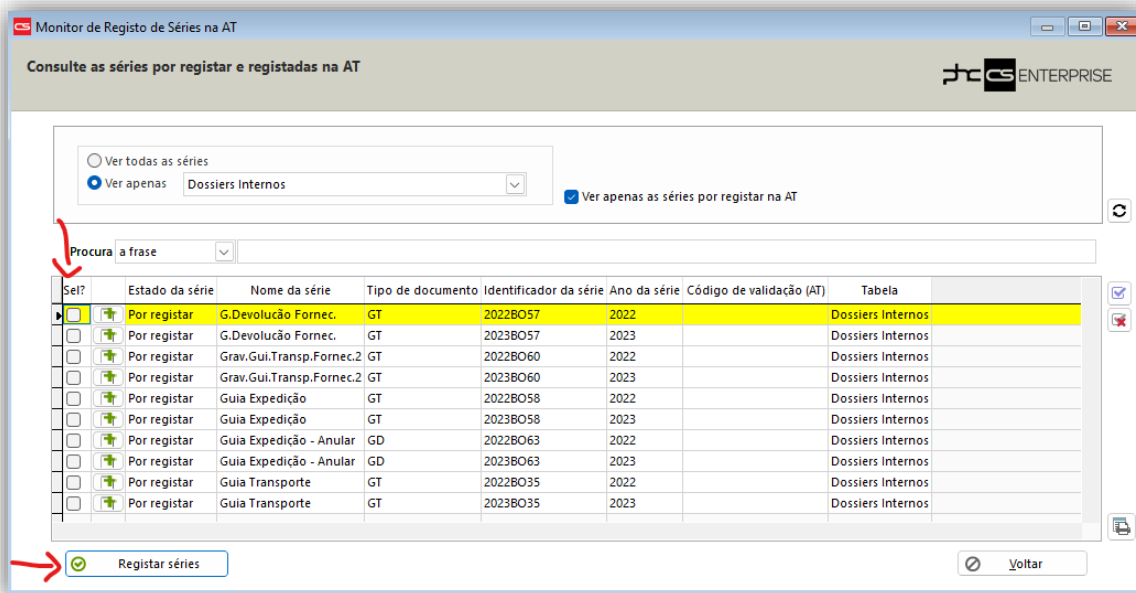 cs Monitor de Registo de Séries na AT
Consulte as séries por registar e registadas na AT
phc cs ENTERPRISE
Ver todas as séries
Ver apenas Dossiers Internos
Ver apenas as séries por registar na AT
Procura a frase
Sel? Estado da série Nome da série Tipo de documento Identificador da série Ano da série Código de validação (AT) Tabela
Por registar G.Devolucão Fornec. GT 2022BO57 2022 Dossiers Internos
Por registar G.Devolucão Fornec. GT 2023BO57 2023 Dossiers Internos
Por registar Grav.Gui.Transp.Fornec.2 GT 2022BO60 2022 Dossiers Internos
Por registar Grav.Gui.Transp.Fornec.2 GT 2023BO60 2023 Dossiers Internos
Por registar Guia Expedição GT 2022BO58 2022 Dossiers Internos
Por registar Guia Expedição GT 2023BO58 2023 Dossiers Internos
Por registar Guia Expedição - Anular GD 2022BO63 2022 Dossiers Internos
Por registar Guia Expedição - Anular GD 2023BO63 2023 Dossiers Internos
Por registar Guia Transporte GT 2022BO35 2022 Dossiers Internos
Por registar Guia Transporte GT 2023BO35 2023 Dossiers Internos
Registar séries
Voltar